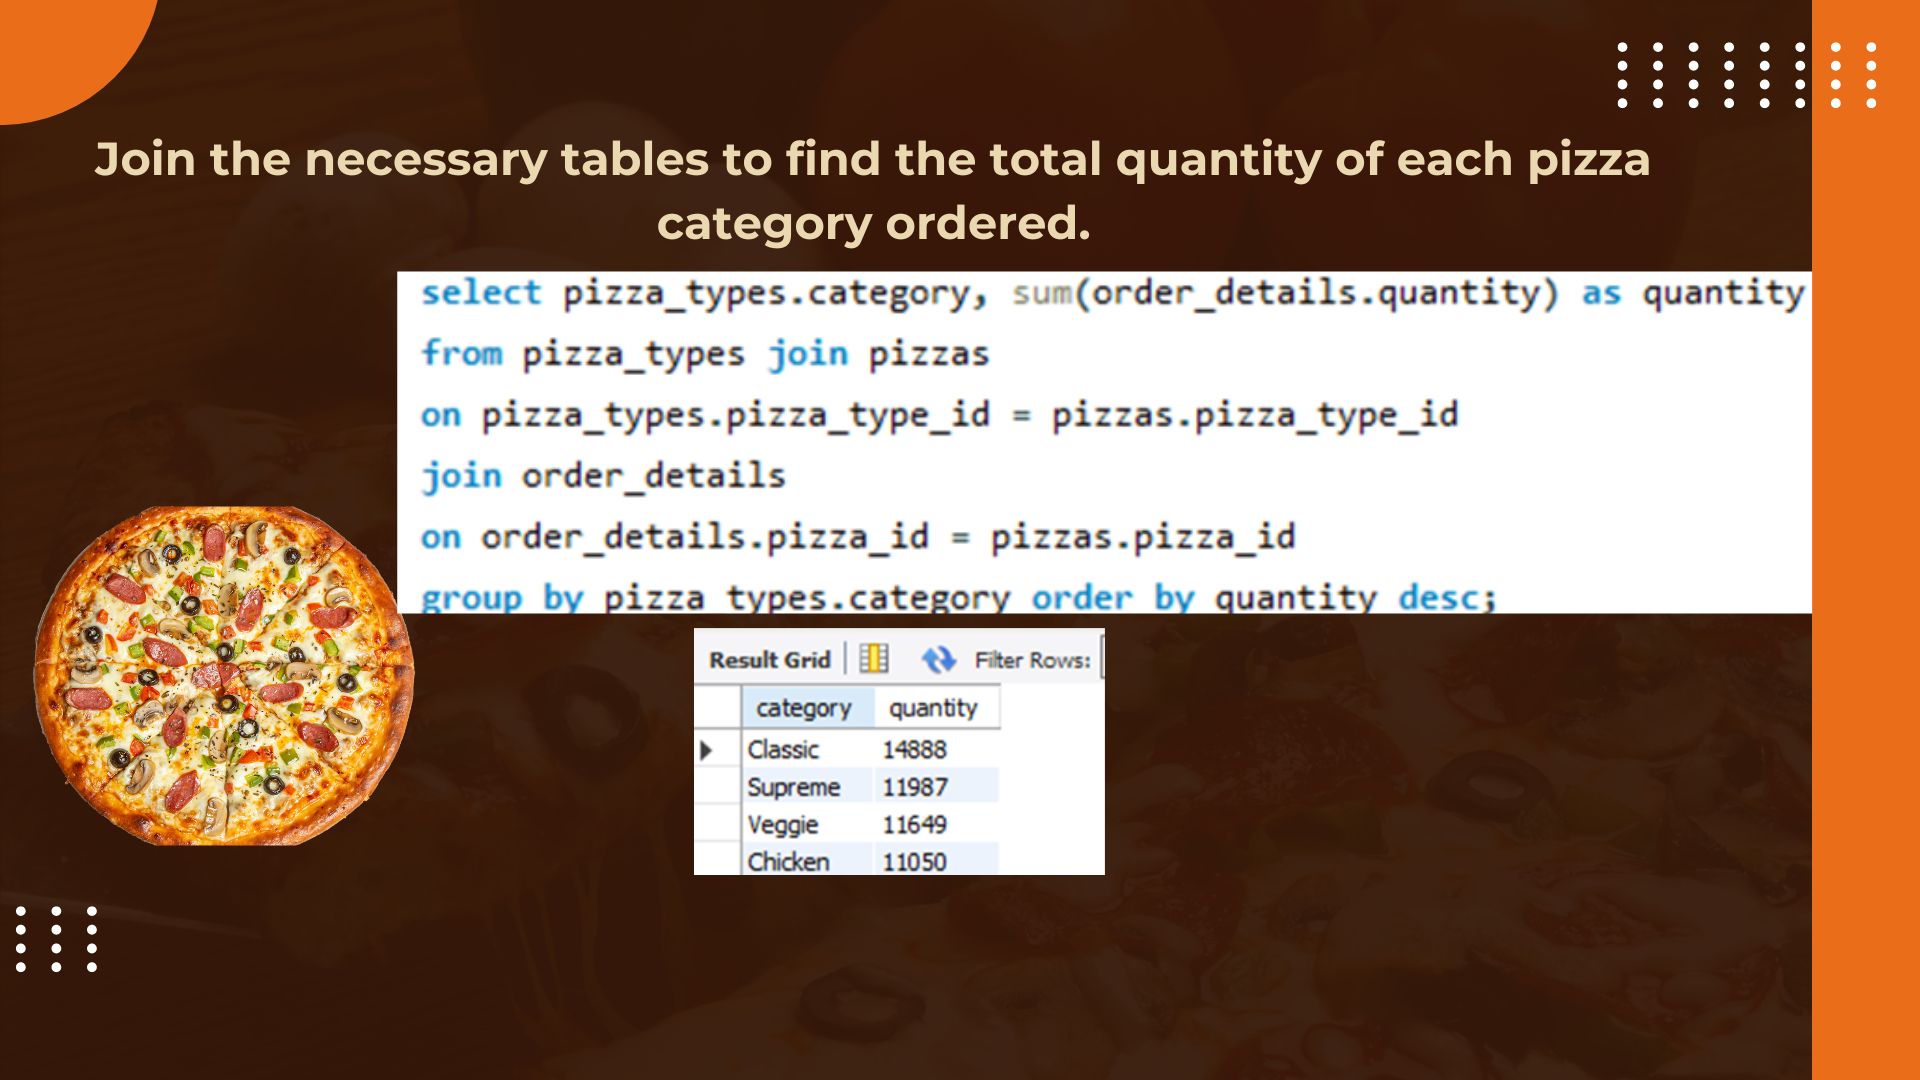 Join the necessary tables to find the total quantity of each pizza
category ordered.
select pizza_types.category, sum(order_details.quantity) as quantity
from pizza_types join pizzas
on pizza_types.pizza_type_id = pizzas.pizza_type_id
join order_details
on order_details.pizza_id = pizzas.pizza_id
group by pizza_types.category order by quantity desc;
Result Grid Filter Rows:
category quantity
Classic 14888
Supreme 11987
Veggie 11649
Chicken 11050